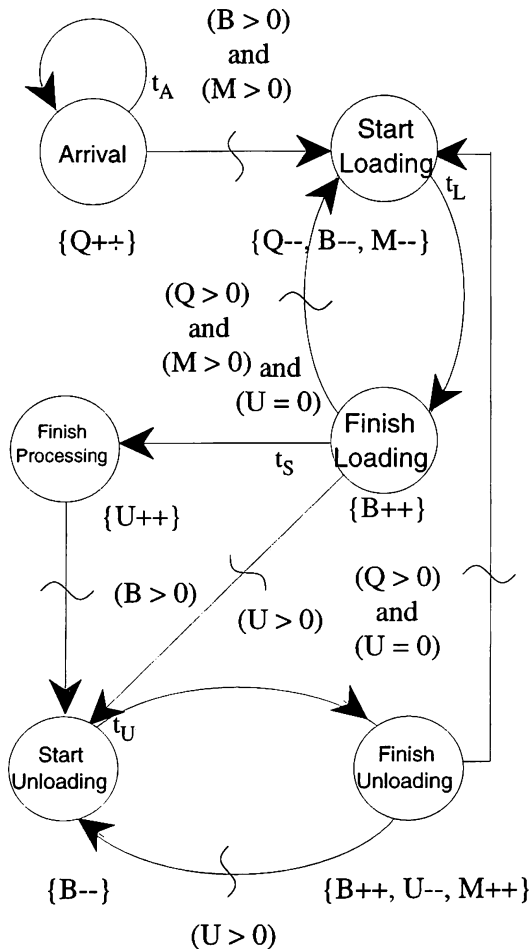 (B > 0)
and
(M > 0)
t_A
Arrival
Start
Loading
t_L
{Q++}
{Q--, B--, M--}
(Q > 0)
and
(M > 0) and
(U = 0)
Finish
Processing
t_S
Finish
Loading
{U++}
{B++}
(B > 0)
(U > 0)
(Q > 0)
and
(U = 0)
t_U
Start
Unloading
Finish
Unloading
{B--}
{B++, U--, M++}
(U > 0)